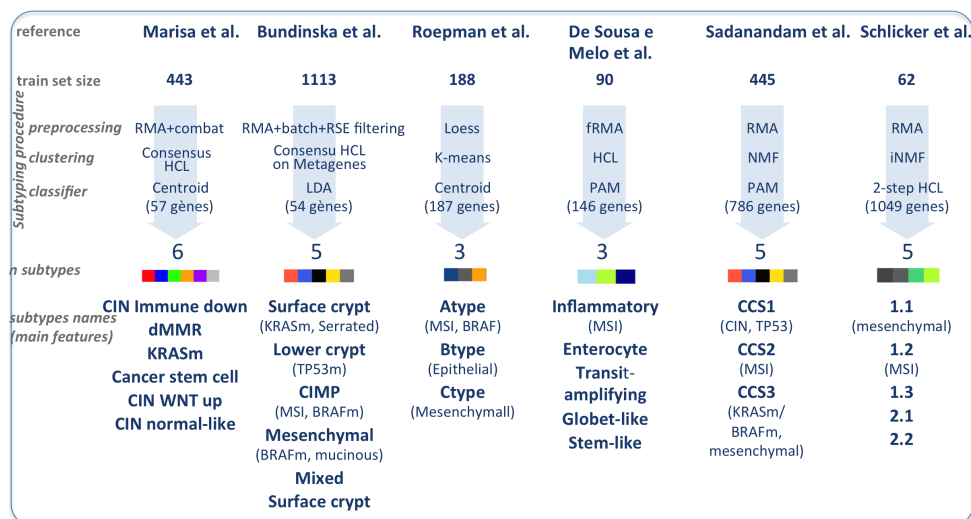 reference Marisa et al. Bundinska et al. Roepman et al. De Sousa e Melo et al. Sadanandam et al. Schlicker et al.
train set size 443 1113 188 90 445 62
Subtyping procedure
preprocessing RMA+combat RMA+batch+RSE filtering Loess fRMA RMA RMA
clustering Consensus HCL Consensu HCL on Metagenes K-means HCL NMF iNMF
classifier Centroid (57 gènes) LDA (54 gènes) Centroid (187 genes) PAM (146 genes) PAM (786 genes) 2-step HCL (1049 genes)
n subtypes 6 5 3 3 5 5
subtypes names
(main features)
CIN Immune down
dMMR
KRASm
Cancer stem cell
CIN WNT up
CIN normal-like
Surface crypt
(KRASm, Serrated)
Lower crypt
(TP53m)
CIMP
(MSI, BRAFm)
Mesenchymal
(BRAFm, mucinous)
Mixed
Surface crypt
Atype
(MSI, BRAF)
Btype
(Epithelial)
Ctype
(Mesenchymall)
Inflammatory
(MSI)
Enterocyte
Transit-
amplifying
Globet-like
Stem-like
CCS1
(CIN, TP53)
CCS2
(MSI)
CCS3
(KRASm/
BRAFm,
mesenchymal)
1.1
(mesenchymal)
1.2
(MSI)
1.3
2.1
2.2